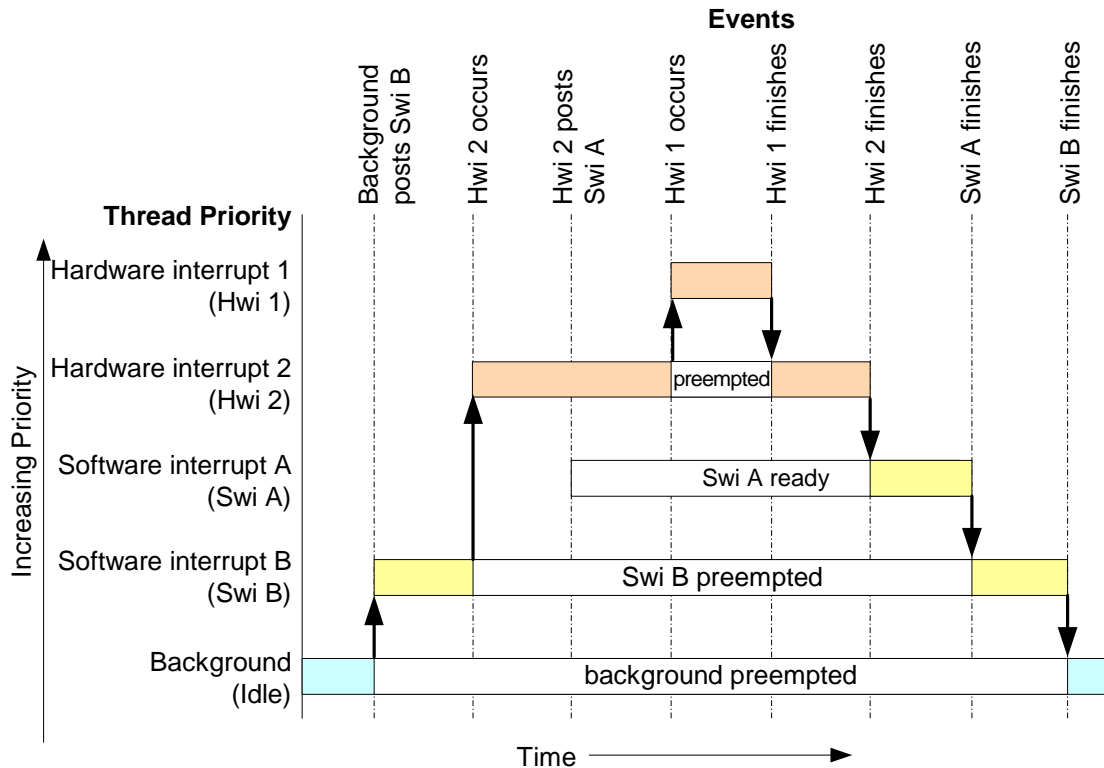 Events
Background
posts Swi B
Hwi 2 occurs
Hwi 2 posts
Swi A
Hwi 1 occurs
Hwi 1 finishes
Hwi 2 finishes
Swi A finishes
Swi B finishes
Thread Priority
Increasing Priority
Hardware interrupt 1
(Hwi 1)
Hardware interrupt 2
(Hwi 2)
preempted
Software interrupt A
(Swi A)
Swi A ready
Software interrupt B
(Swi B)
Swi B preempted
Background
(Idle)
background preempted
Time